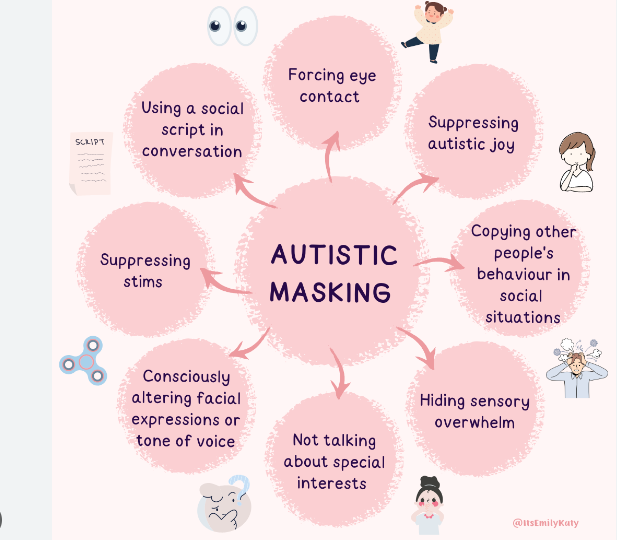 AUTISTIC
MASKING
Forcing eye
contact
Suppressing
autistic joy
Copying other
people's
behaviour in
social
situations
Hiding sensory
overwhelm
Not talking
about special
interests
Consciously
altering facial
expressions or
tone of voice
Suppressing
stims
Using a social
script in
conversation
SCRIPT
@ItsEmilyKaty